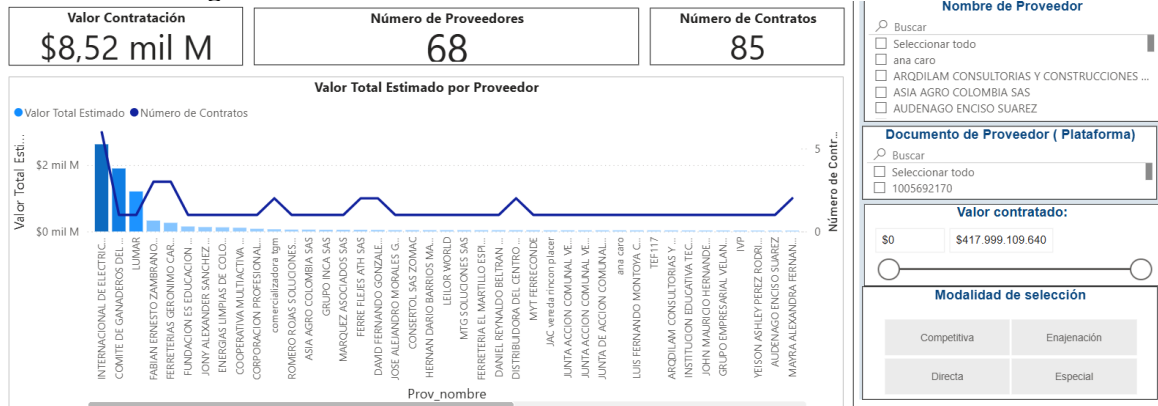 Valor Contratación
$8,52 mil M
Número de Proveedores
68
Número de Contratos
85
Valor Total Estimado por Proveedor
Valor Total Estimado Número de Contratos
Valor Total Esti...
$2 mil M
$0 mil M
5
0
Número de Contr...
INTERNACIONAL DE ELECTRIC...
COMITE DE GANADEROS DEL ...
LUMAR
FABIAN ERNESTO ZAMBRANO...
FERRETERIAS GERONIMO CAR...
FUNDACION ES EDUCACION ...
JONY ALEXANDER SANCHEZ ...
ENERGIAS LIMPIAS DE COLO...
COOPERATIVA MULTIACTIVA ...
CORPORACION PROFESIONAL...
comercializadora tgm
ROMERO ROJAS SOLUCIONES...
ASIA AGRO COLOMBIA SAS
GRUPO INCA SAS
MARQUEZ ASOCIADOS SAS
FERRE FLEJES ATH SAS
DAVID FERNANDO GONZALE...
JOSE ALEJANDRO MORALES G...
CONSERTOL SAS ZOMAC
HERNAN DARIO BARRIOS MA...
LEILOR WORLD
MTG SOLUCIONES SAS
FERRETERIA EL MARTILLO ESPI...
DANIEL REYNALDO BELTRAN ...
DISTRIBUIDORA DEL CENTRO ...
MYT FERRECONDE
JAC vereda rincon placer
JUNTA ACCION COMUNAL VE...
JUNTA ACCION COMUNAL VE...
JUNTA DE ACCION COMUNAL...
ana caro
LUIS FERNANDO MONTOYA C...
TEF117
ARQDILAM CONSULTORIAS Y ...
INSTITUCION EDUCATIVA TEC...
JOHN MAURICIO HERNANDE...
GRUPO EMPRESARIAL VELAN...
IVP
YEISON ASHLEY PEREZ RODRI...
AUDENAGO ENCISO SUAREZ
MAYRA ALEXANDRA FERNAN...
Prov_nombre
Nombre de Proveedor
Buscar
Seleccionar todo
ana caro
ARQDILAM CONSULTORIAS Y CONSTRUCCIONES ...
ASIA AGRO COLOMBIA SAS
AUDENAGO ENCISO SUAREZ
Documento de Proveedor ( Plataforma)
Buscar
Seleccionar todo
1005692170
Valor contratado:
$0 $417.999.109.640
Modalidad de selección
Competitiva Enajenación
Directa Especial